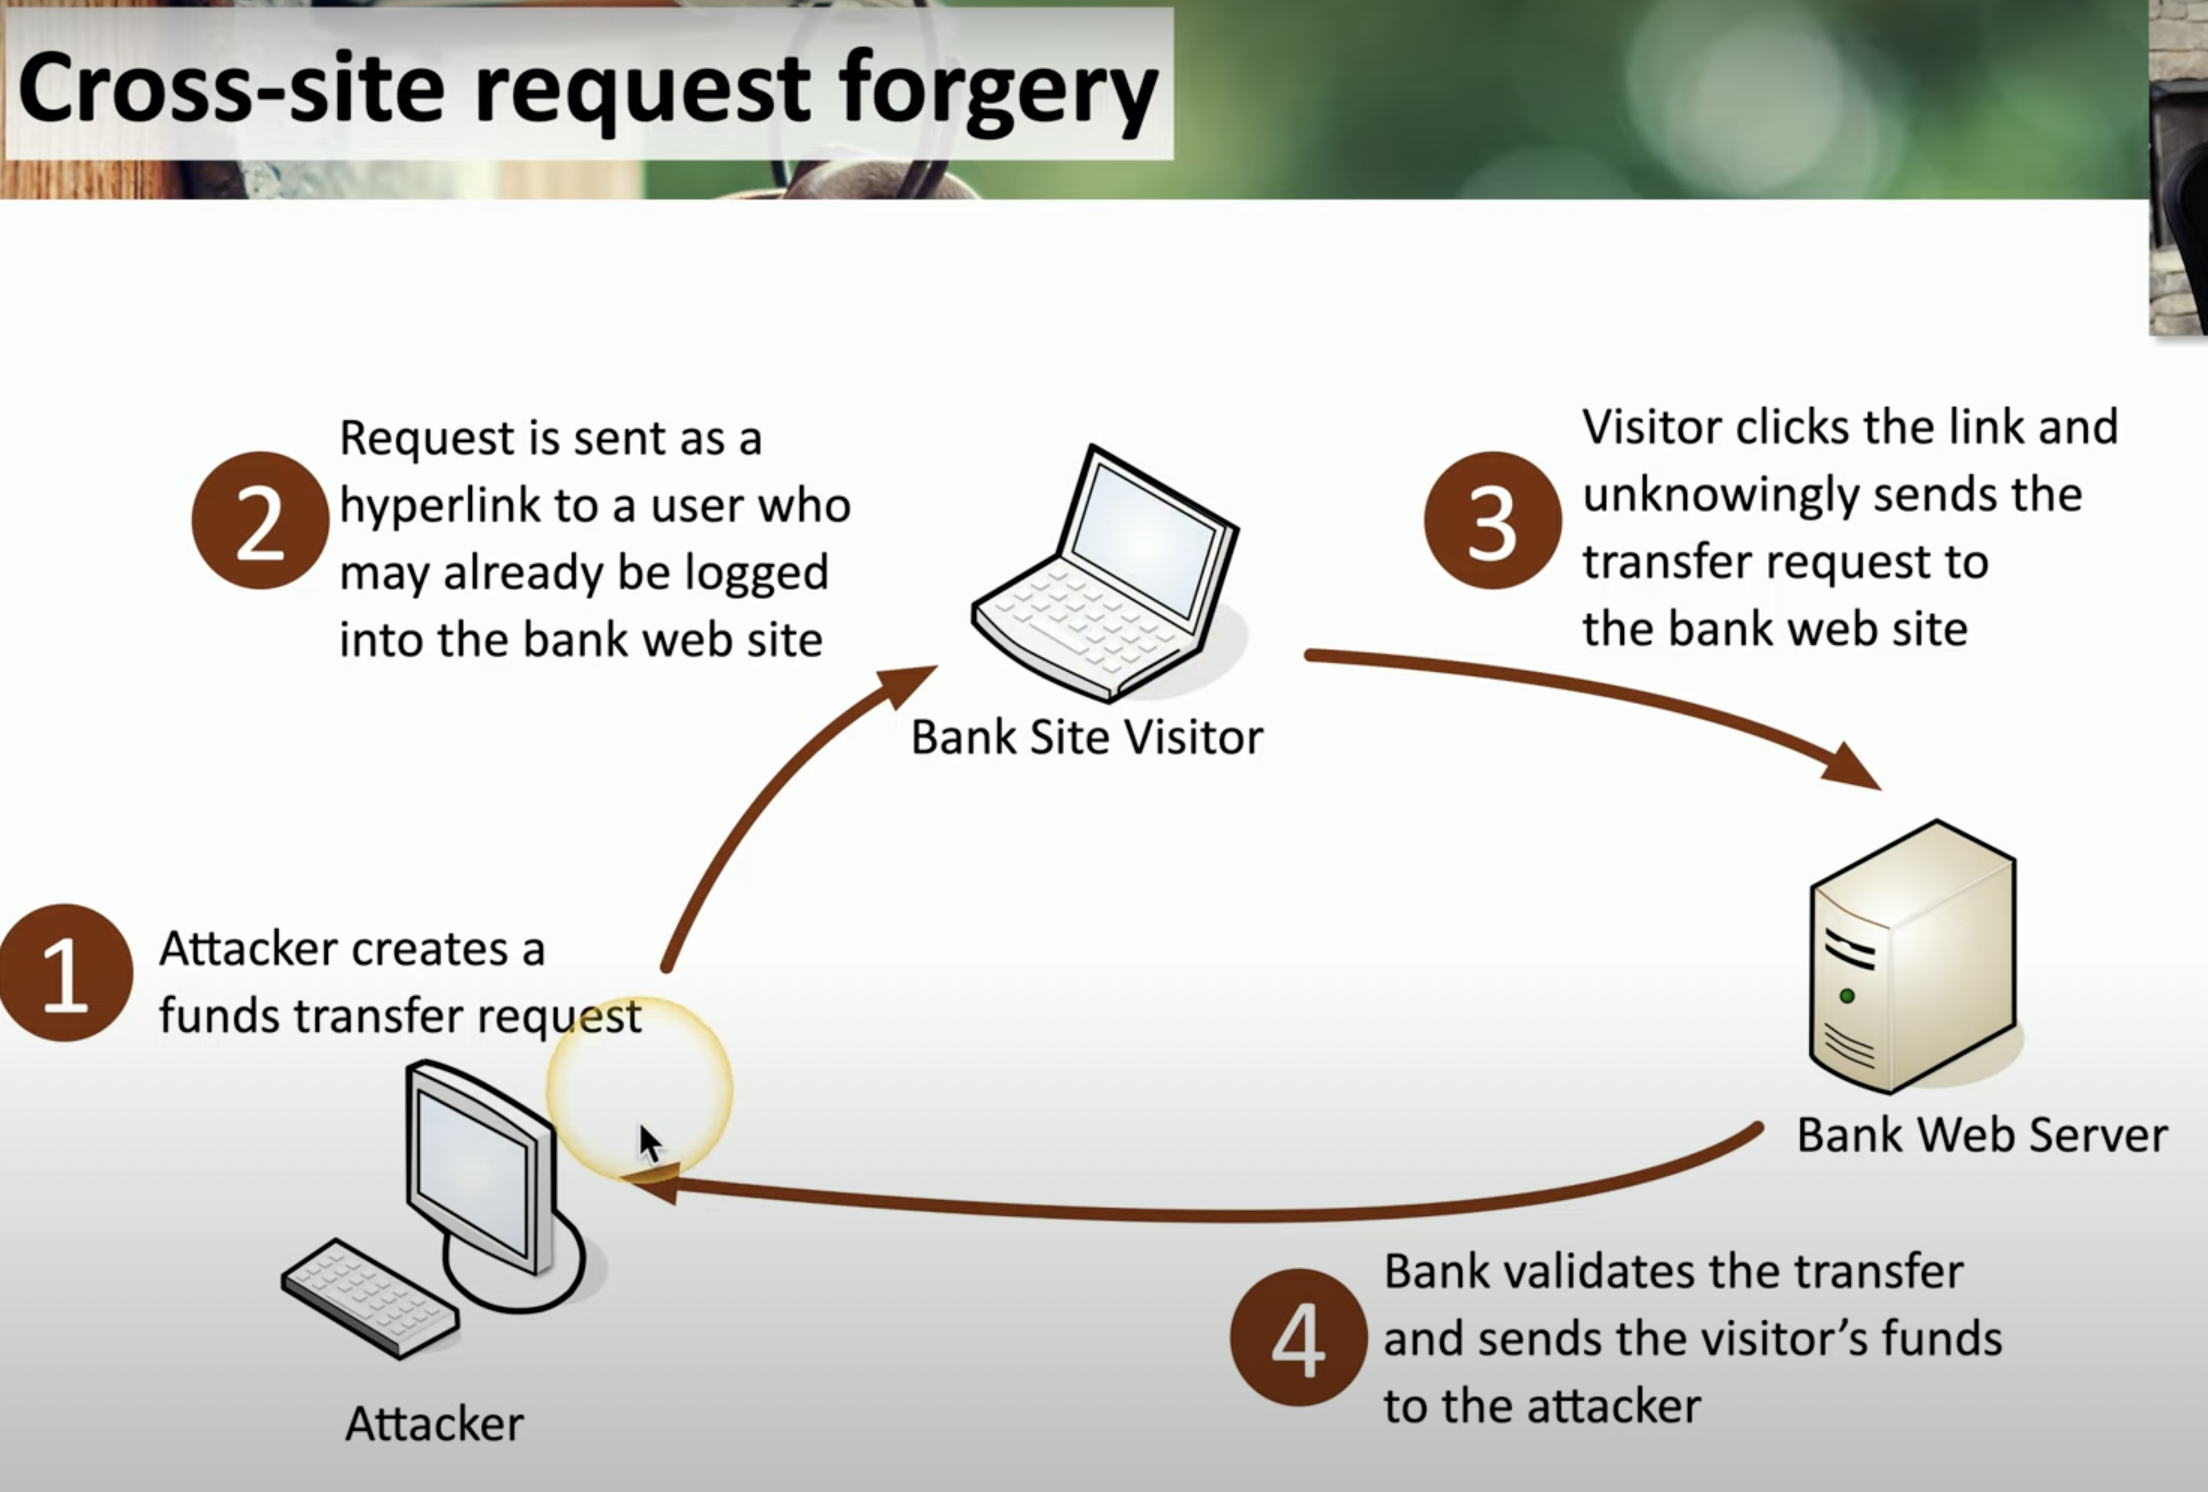 Cross-site request forgery
1
Attacker creates a
funds transfer request
Attacker
2
Request is sent as a
hyperlink to a user who
may already be logged
into the bank web site
Bank Site Visitor
3
Visitor clicks the link and
unknowingly sends the
transfer request to
the bank web site
Bank Web Server
4
Bank validates the transfer
and sends the visitor's funds
to the attacker